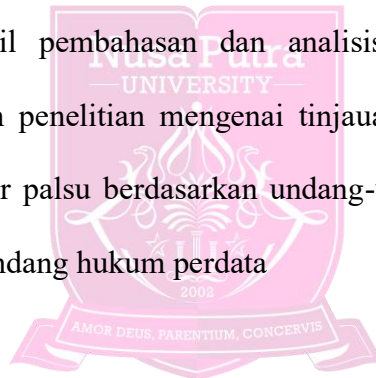 il pembahasan dan analisis
Nusa Putra
UNIVERSITY
penelitian mengenai tinjaua
r palsu berdasarkan undang-
ndang hukum perdata
2002
AMOR DEUS, PARENTIUM, CONCERVIS